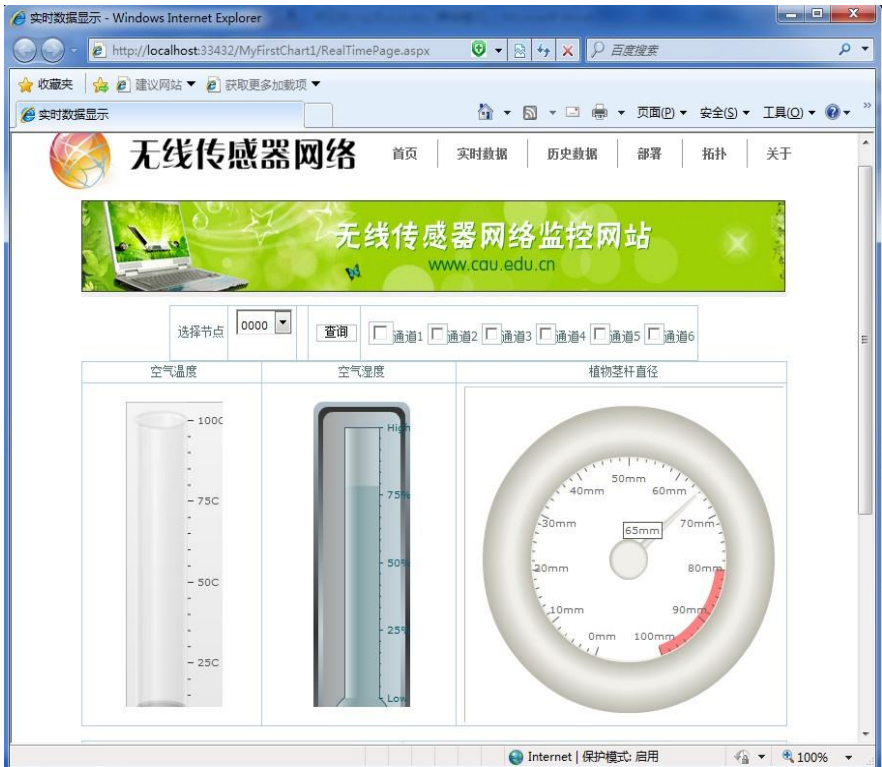 实时数据显示 - Windows Internet Explorer
http://localhost:33432/MyFirstChart1/RealTimePage.aspx
百度搜索
收藏夹 建议网站 获取更多加载项
实时数据显示
页面(P) 安全(S) 工具(O)
无线传感器网络
首页 实时数据 历史数据 部署 拓扑 关于
无线传感器网络监控网站
www.cau.edu.cn
选择节点 0000 查询 通道1 通道2 通道3 通道4 通道5 通道6
空气温度 空气湿度 植物茎杆直径
100C
75C
50C
25C
High
75%
50%
25%
Low
50mm
40mm 60mm
30mm 65mm 70mm
20mm 80mm
10mm 90mm
0mm 100mm
Internet | 保护模式: 启用 100%